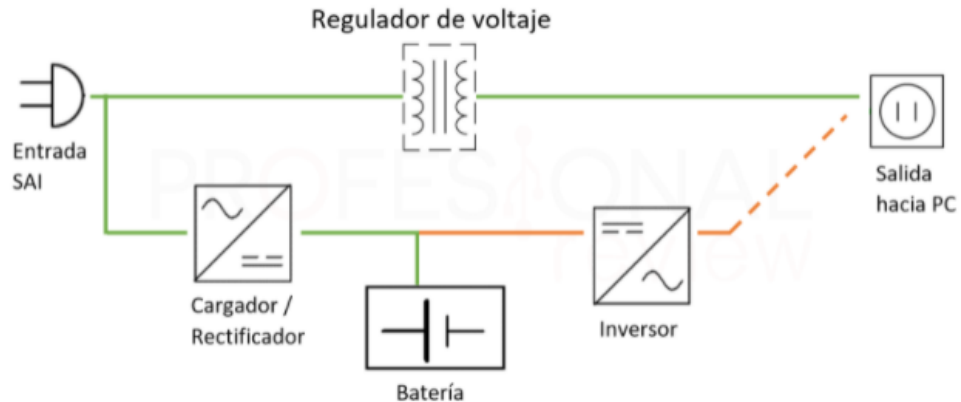 Regulador de voltaje
Entrada
SAI
Salida
hacia PC
PROFESIONAL
review
Cargador /
Rectificador
Inversor
Batería